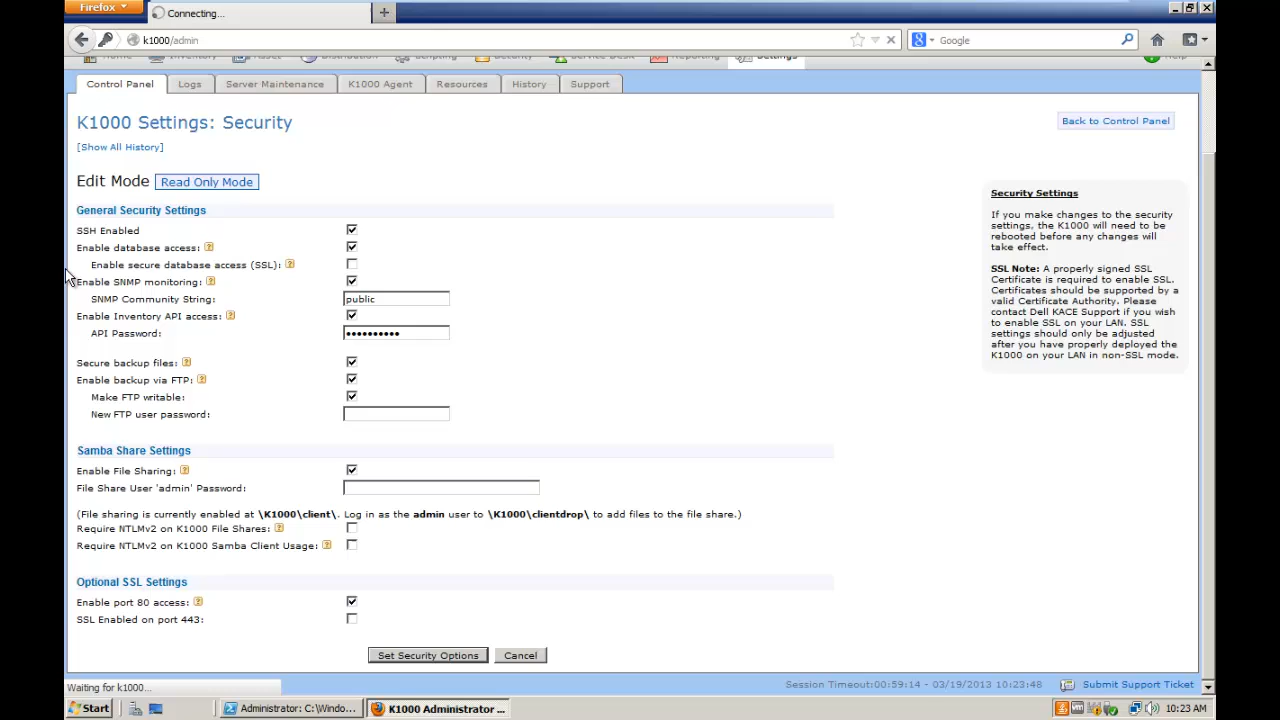 Firefox
Connecting...
k1000/admin
Google
Home
Inventory
Asset
Distribution
Scripting
Security
Service Desk
Reporting
Settings
Help
Control Panel
Logs
Server Maintenance
K1000 Agent
Resources
History
Support
K1000 Settings: Security
Back to Control Panel
[Show All History]
Edit Mode
Read Only Mode
General Security Settings
SSH Enabled
Enable database access:
Enable secure database access (SSL):
Enable SNMP monitoring:
SNMP Community String:
public
Enable Inventory API access:
API Password:
••••••••••
Secure backup files:
Enable backup via FTP:
Make FTP writable:
New FTP user password:
Samba Share Settings
Enable File Sharing:
File Share User 'admin' Password:
(File sharing is currently enabled at \K1000\client\. Log in as the admin user to \K1000\clientdrop\ to add files to the file share.)
Require NTLMv2 on K1000 File Shares:
Require NTLMv2 on K1000 Samba Client Usage:
Optional SSL Settings
Enable port 80 access:
SSL Enabled on port 443:
Set Security Options
Cancel
Security Settings
If you make changes to the security
settings, the K1000 will need to be
rebooted before any changes will
take effect.
SSL Note: A properly signed SSL
Certificate is required to enable SSL.
Certificates should be supported by a
valid Certificate Authority. Please
contact Dell KACE Support if you wish
to enable SSL on your LAN. SSL
settings should only be adjusted
after you have properly deployed the
K1000 on your LAN in non-SSL mode.
Waiting for k1000...
Session Timeout:00:59:14 - 03/19/2013 10:23:48
Submit Support Ticket
Start
Administrator: C:\Windo...
K1000 Administrator ...
10:23 AM